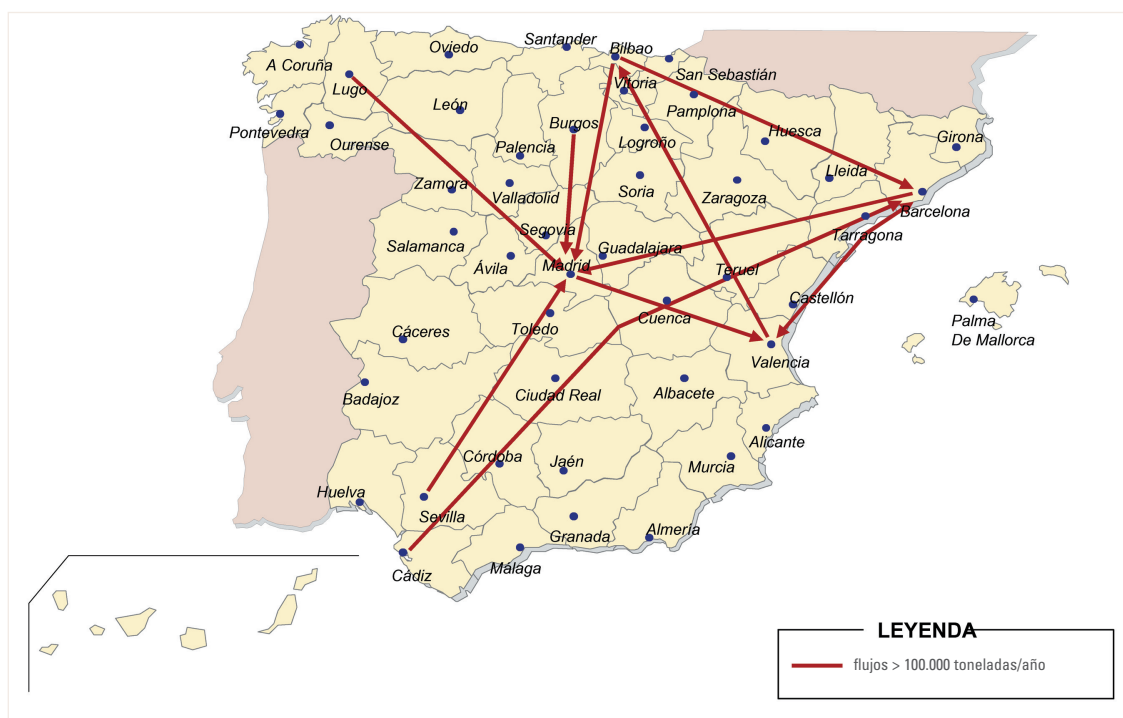 Santander
Oviedo
Bilbao
A Coruña
San Sebastián
Lugo
Vitoria
León
Pamplona
Burgos
Pontevedra
Huesca
Logroño
Girona
Ourense
Palencia
Lleida
Zamora
Soria
Zaragoza
Valladolid
Barcelona
Segovia
Tarragona
Salamanca
Guadalajara
Ávila
Madrid
Teruel
Castellón
Cuenca
Palma
De Mallorca
Toledo
Cáceres
Valencia
Ciudad Real
Albacete
Badajoz
Alicante
Córdoba
Jaén
Murcia
Huelva
Sevilla
Almería
Granada
Málaga
Cádiz
LEYENDA
flujos > 100.000 toneladas/año